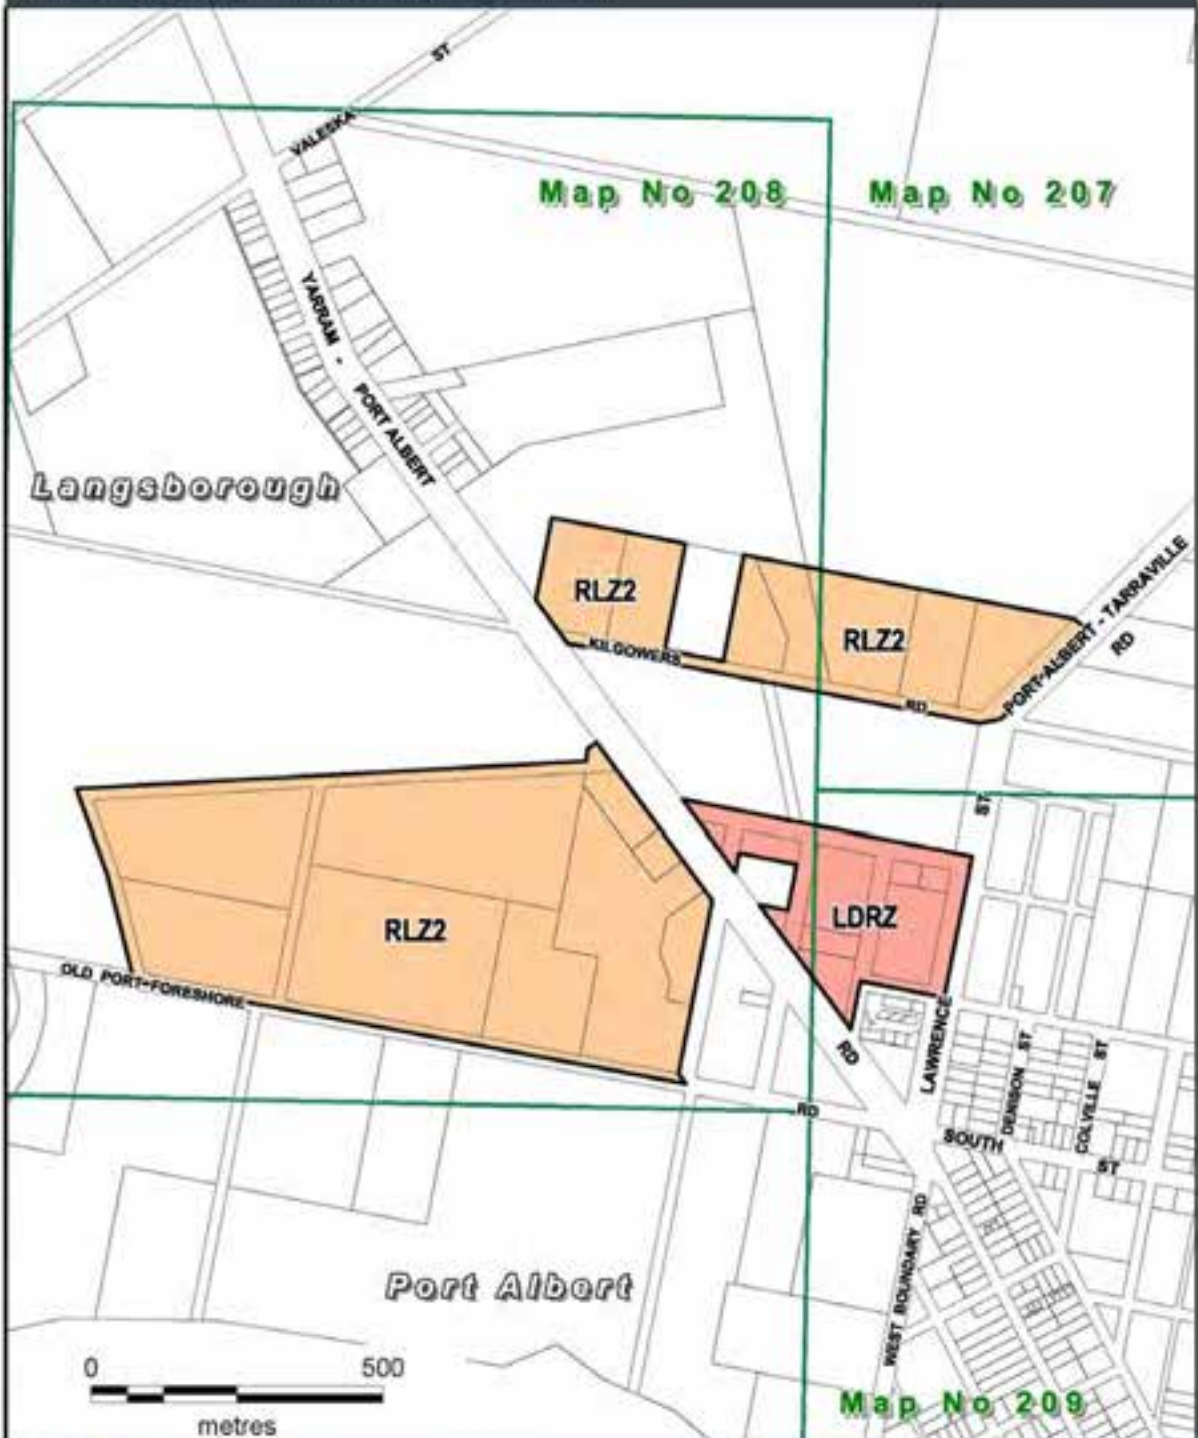 ST
VALESKA
Map No 208
Map No 207
YARRAM -
PORT ALBERT
Langsborough
RLZ2
KILGOWERS
RLZ2
RD
PORT-ALBERT - TARRAVILLE
RD
ST
RLZ2
LDRZ
OLD PORT-FORESHORE
RD
LAWRENCE
DENISON ST
COLVILLE ST
RD
SOUTH
ST
WEST BOUNDARY RD
Port Albert
0 500
metres
Map No 209